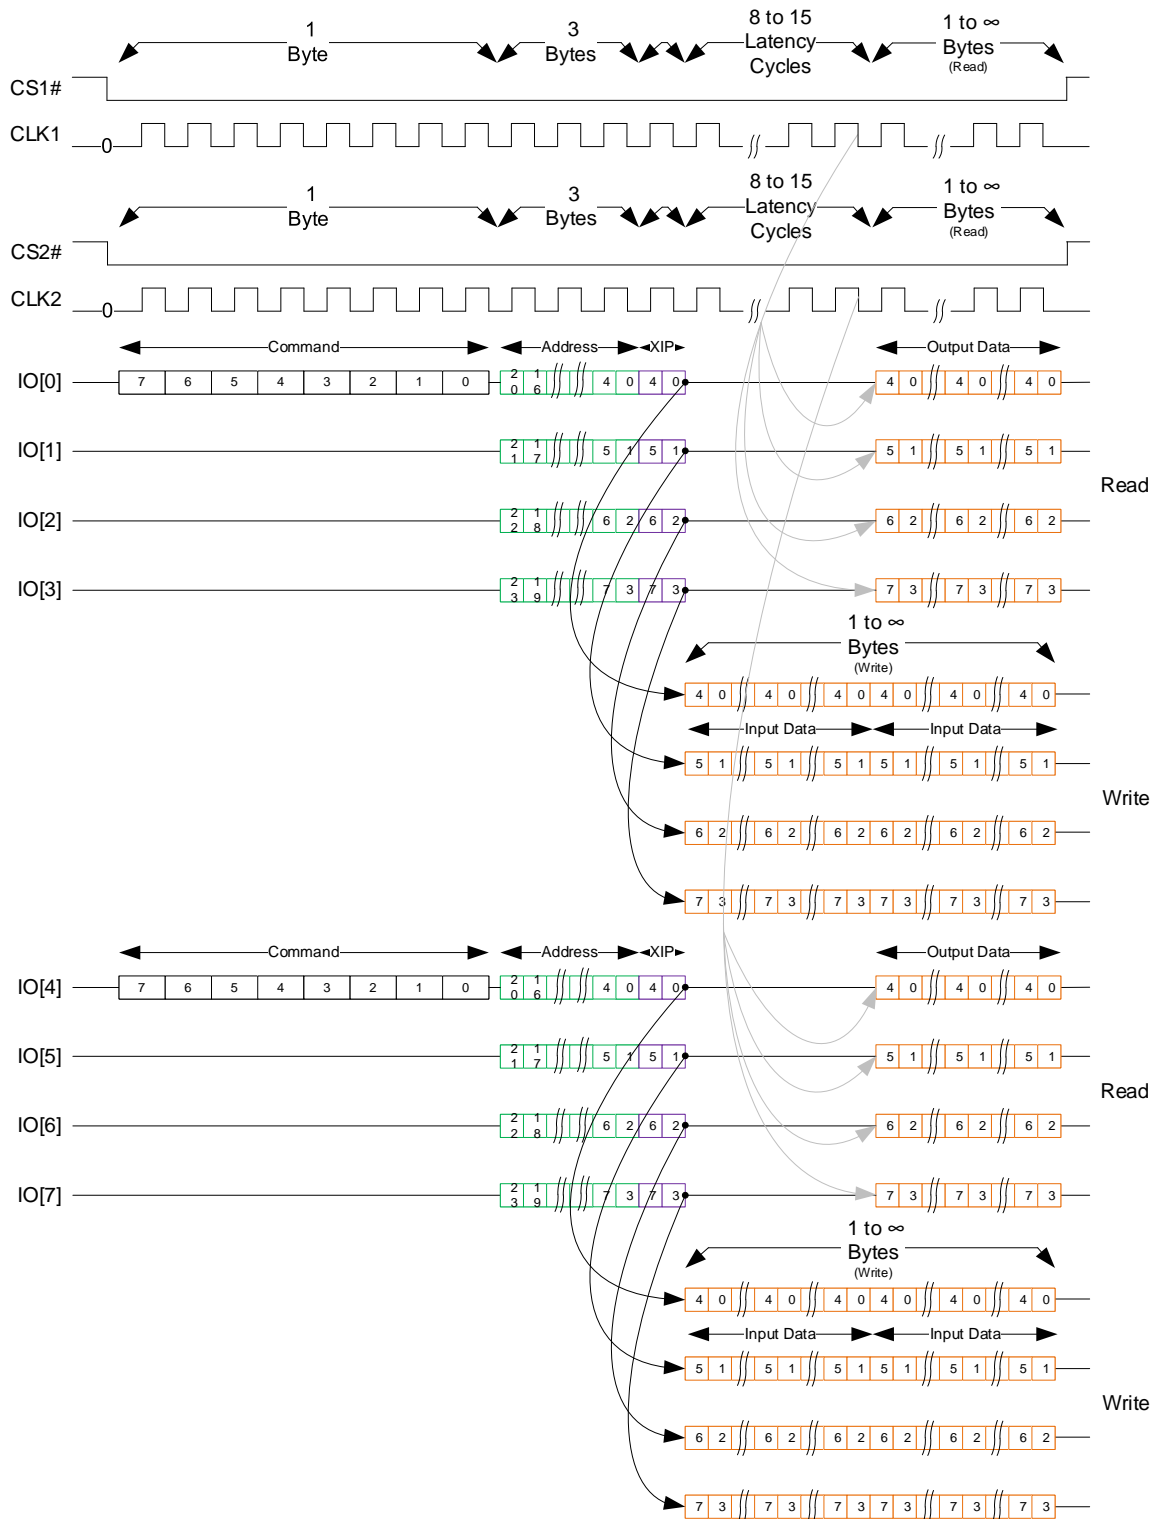 1 Byte 3 Bytes 8 to 15 Latency Cycles 1 to ∞ Bytes (Read)
CS1#
CLK1 0
1 Byte 3 Bytes 8 to 15 Latency Cycles 1 to ∞ Bytes (Read)
CS2#
CLK2 0
Command Address XIP Output Data
IO[0] 7 6 5 4 3 2 1 0 20 16 4 0 4 0 4 0 4 0 4 0
IO[1] 21 17 5 1 5 1 5 1 5 1 5 1
Read
IO[2] 22 18 6 2 6 2 6 2 6 2 6 2
IO[3] 23 19 7 3 7 3 7 3 7 3 7 3
1 to ∞ Bytes (Write)
4 0 4 0 4 0 4 0 4 0 4 0
Input Data Input Data
5 1 5 1 5 1 5 1 5 1 5 1
Write
6 2 6 2 6 2 6 2 6 2 6 2
7 3 7 3 7 3 7 3 7 3 7 3
Command Address XIP Output Data
IO[4] 7 6 5 4 3 2 1 0 20 16 4 0 4 0 4 0 4 0 4 0
IO[5] 21 17 5 1 5 1 5 1 5 1 5 1
Read
IO[6] 22 18 6 2 6 2 6 2 6 2 6 2
IO[7] 23 19 7 3 7 3 7 3 7 3 7 3
1 to ∞ Bytes (Write)
4 0 4 0 4 0 4 0 4 0 4 0
Input Data Input Data
5 1 5 1 5 1 5 1 5 1 5 1
Write
6 2 6 2 6 2 6 2 6 2 6 2
7 3 7 3 7 3 7 3 7 3 7 3